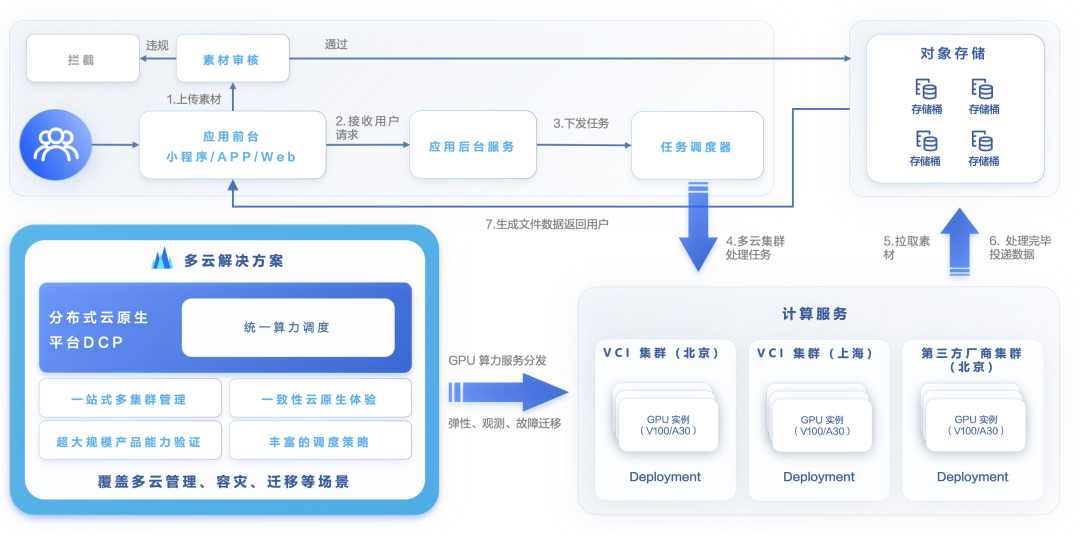 拦截
违规
素材审核
通过
1.上传素材
应用前台
小程序/APP/Web
2.接收用户
请求
应用后台服务
3.下发任务
任务调度器
对象存储
存储桶
存储桶
存储桶
存储桶
7.生成文件数据返回用户
4.多云集群
处理任务
5.拉取素
材
6. 处理完毕
投递数据
多云解决方案
分布式云原生
平台DCP
统一算力调度
一站式多集群管理
一致性云原生体验
超大规模产品能力验证
丰富的调度策略
覆盖多云管理、容灾、迁移等场景
GPU 算力服务分发
弹性、观测、故障迁移
计算服务
VCI 集群（北京）
GPU 实例
（V100/A30）
Deployment
VCI 集群（上海）
GPU 实例
（V100/A30）
Deployment
第三方厂商集群
（北京）
GPU 实例
（V100/A30）
Deployment